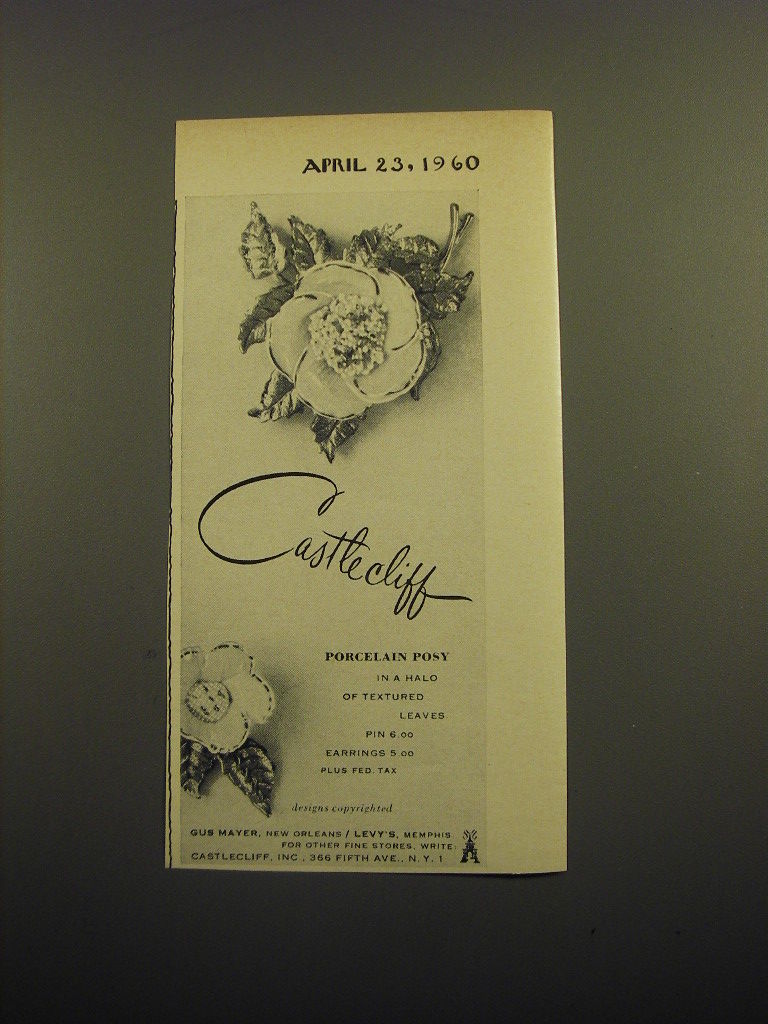 APRIL 23, 1960
Castlecliff
PORCELAIN POSY
IN A HALO
OF TEXTURED
LEAVES
PIN 6.00
EARRINGS 5.00
PLUS FED. TAX
designs copyrighted
GUS MAYER, NEW ORLEANS / LEVY'S, MEMPHIS
FOR OTHER FINE STORES, WRITE:
CASTLECLIFF, INC., 366 FIFTH AVE., N. Y. 1